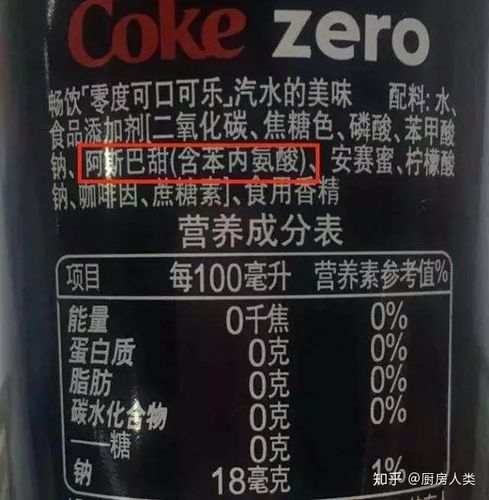 Coke zero
畅饮「零度可口可乐」汽水的美味 配料：水、
食品添加剂[二氧化碳、焦糖色、磷酸、苯甲酸
钠、阿斯巴甜(含苯丙氨酸)、安赛蜜、柠檬酸
钠、咖啡因、蔗糖素]、食用香精
营养成分表
项目 每100毫升 营养素参考值%
能量 0千焦 0%
蛋白质 0克 0%
脂肪 0克 0%
碳水化合物 0克 0%
——糖 0克
钠 18毫克 1%
知乎 @厨房人类